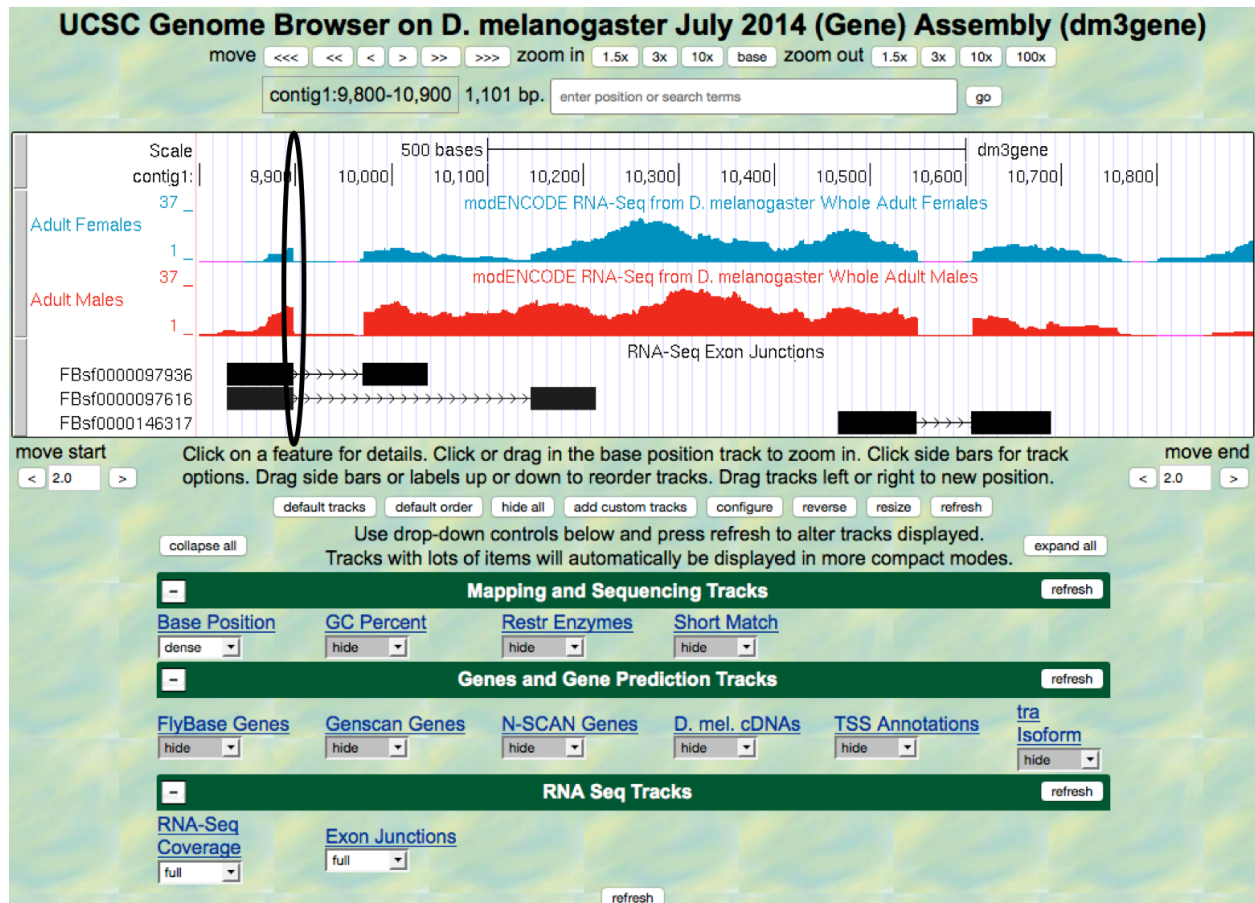 UCSC Genome Browser on D. melanogaster July 2014 (Gene) Assembly (dm3gene)
move <<< << < > >> >>> zoom in 1.5x 3x 10x base zoom out 1.5x 3x 10x 100x
contig1:9,800-10,900 1,101 bp. enter position or search terms go
Scale 500 bases dm3gene
contig1: 9,900 10,000 10,100 10,200 10,300 10,400 10,500 10,600 10,700 10,800
37 _ modENCODE RNA-Seq from D. melanogaster Whole Adult Females
Adult Females
1 _
37 _ modENCODE RNA-Seq from D. melanogaster Whole Adult Males
Adult Males
1 _
RNA-Seq Exon Junctions
FBsf0000097936
FBsf0000097616
FBsf0000146317
move start Click on a feature for details. Click or drag in the base position track to zoom in. Click side bars for track move end
< 2.0 > options. Drag side bars or labels up or down to reorder tracks. Drag tracks left or right to new position. < 2.0 >
default tracks default order hide all add custom tracks configure reverse resize refresh
collapse all Use drop-down controls below and press refresh to alter tracks displayed. expand all
Tracks with lots of items will automatically be displayed in more compact modes.
- Mapping and Sequencing Tracks refresh
Base Position GC Percent Restr Enzymes Short Match
dense hide hide hide
- Genes and Gene Prediction Tracks refresh
FlyBase Genes Genscan Genes N-SCAN Genes D. mel. cDNAs TSS Annotations tra Isoform
hide hide hide hide hide hide
- RNA Seq Tracks refresh
RNA-Seq Coverage Exon Junctions
full full
refresh